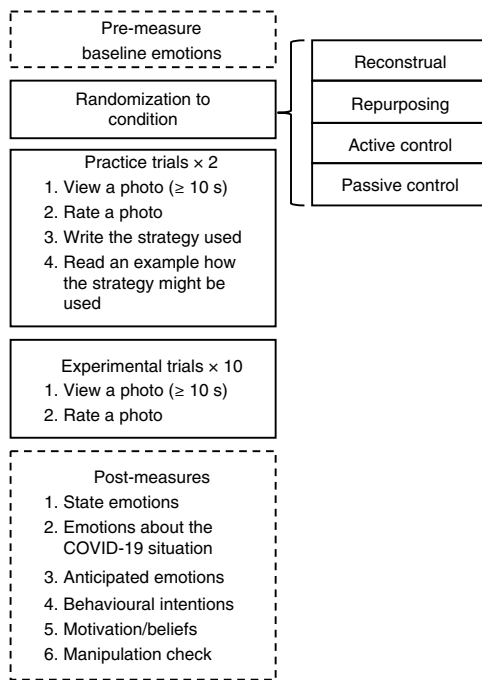 Pre-measure
baseline emotions
Randomization to
condition
Reconstrual
Repurposing
Active control
Passive control
Practice trials × 2
1. View a photo (≥ 10 s)
2. Rate a photo
3. Write the strategy used
4. Read an example how
the strategy might be
used
Experimental trials × 10
1. View a photo (≥ 10 s)
2. Rate a photo
Post-measures
1. State emotions
2. Emotions about the
COVID-19 situation
3. Anticipated emotions
4. Behavioural intentions
5. Motivation/beliefs
6. Manipulation check